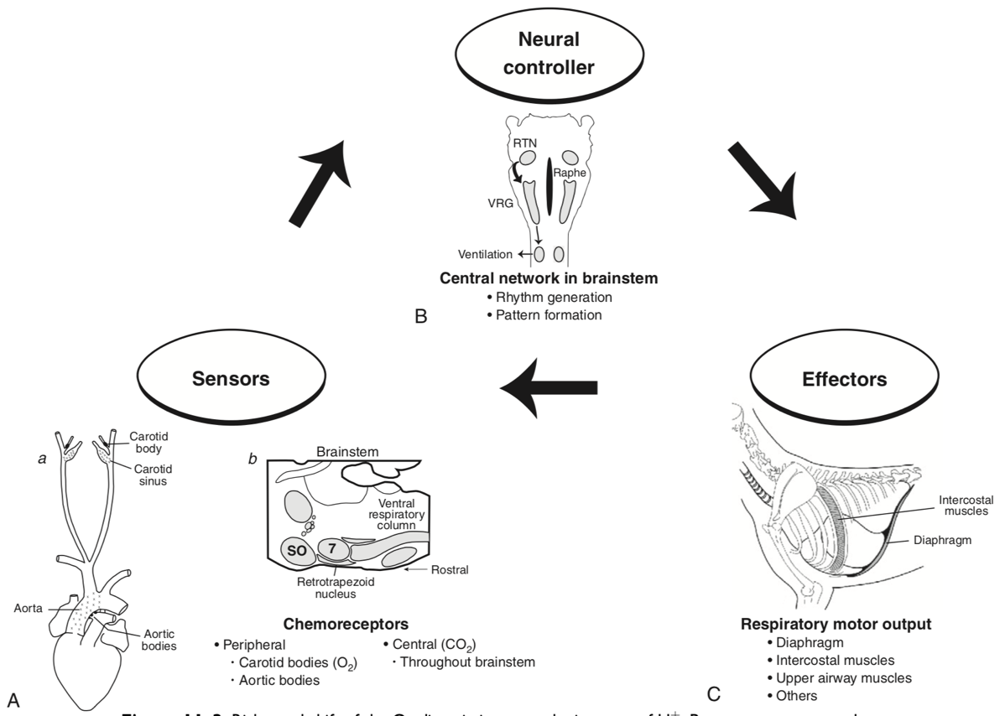 Neural
controller
RTN
Raphe
VRG
Ventilation
Central network in brainstem
• Rhythm generation
• Pattern formation
B
Sensors
Effectors
a
Carotid
body
Carotid
sinus
Aorta
Aortic
bodies
b
Brainstem
Ventral
respiratory
column
SO
7
Retrotrapezoid
nucleus
Rostral
Chemoreceptors
• Peripheral
· Carotid bodies (O₂)
· Aortic bodies
• Central (CO₂)
· Throughout brainstem
A
Intercostal
muscles
Diaphragm
Respiratory motor output
• Diaphragm
• Intercostal muscles
• Upper airway muscles
• Others
C